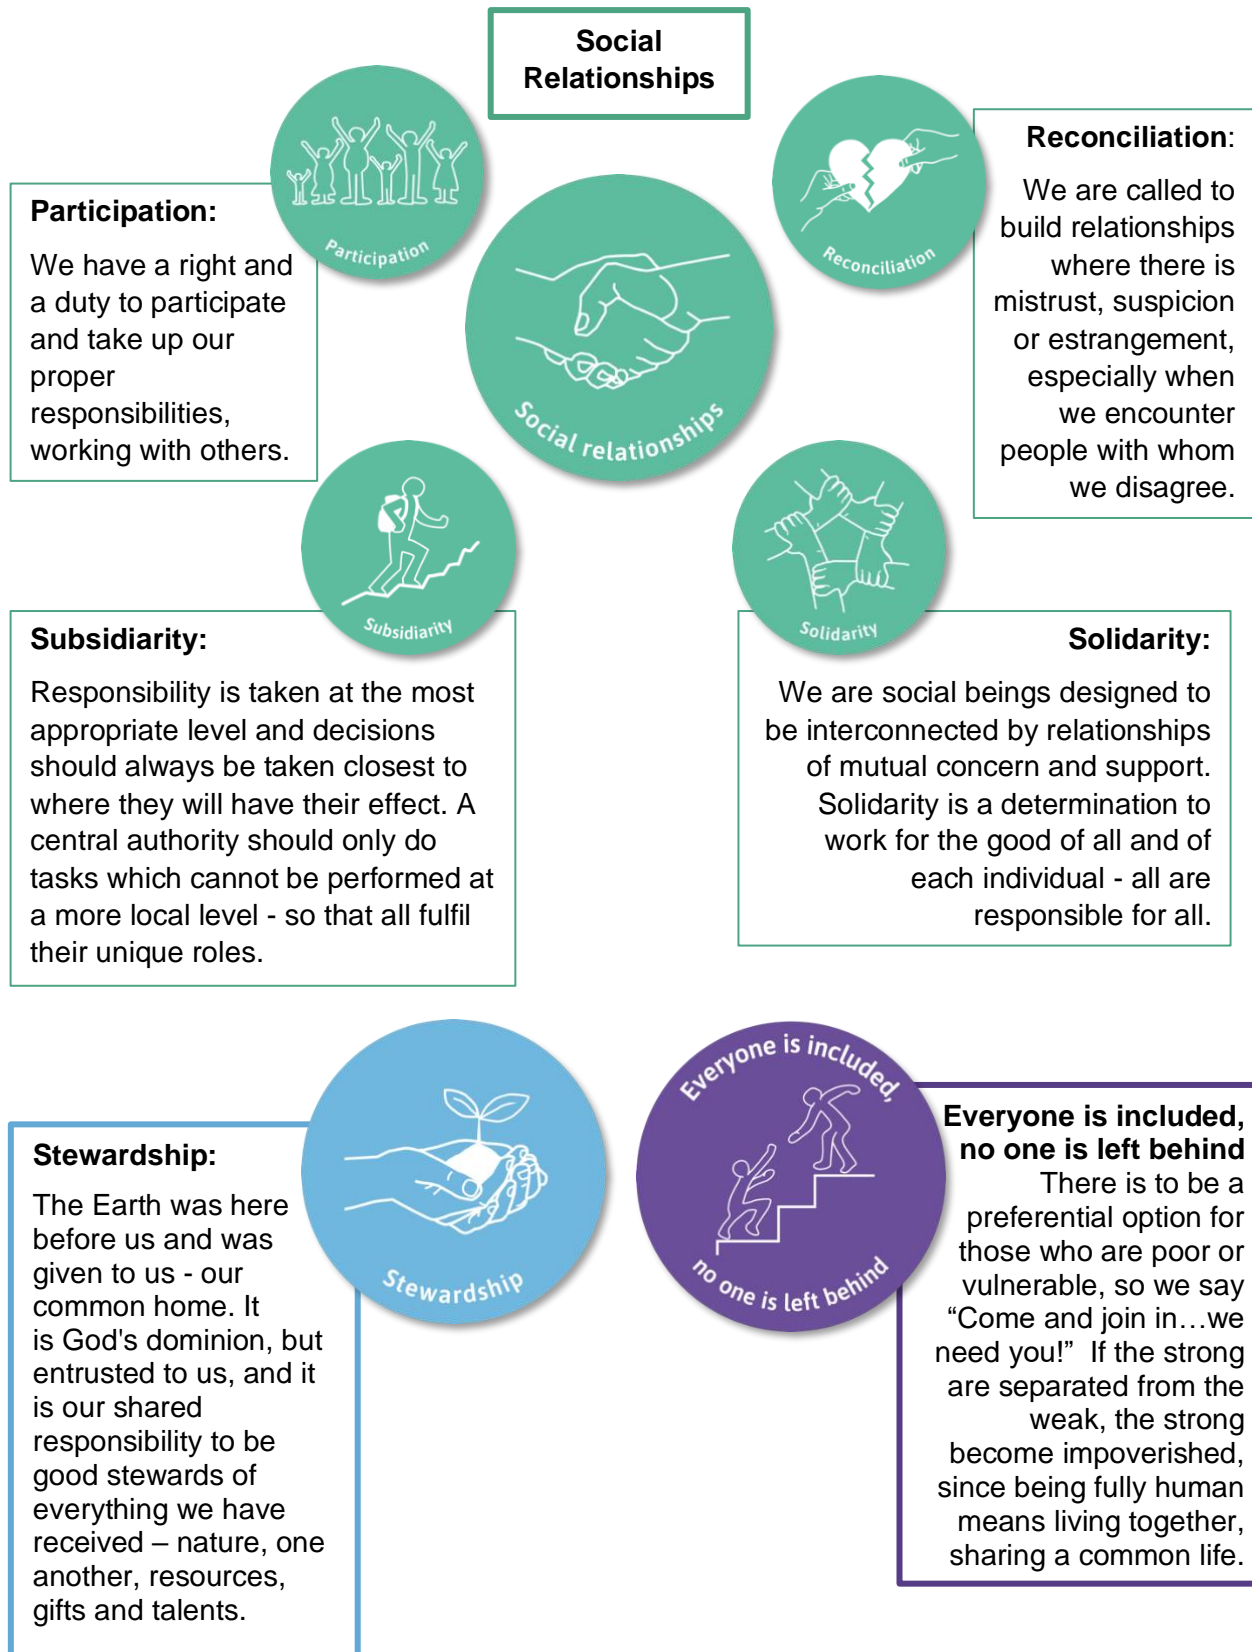 Social
Relationships
Participation
Participation:
We have a right and
a duty to participate
and take up our
proper
responsibilities,
working with others.
Social relationships
Reconciliation
Reconciliation:
We are called to
build relationships
where there is
mistrust, suspicion
or estrangement,
especially when
we encounter
people with whom
we disagree.
Subsidiarity
Subsidiarity:
Responsibility is taken at the most
appropriate level and decisions
should always be taken closest to
where they will have their effect. A
central authority should only do
tasks which cannot be performed at
a more local level - so that all fulfil
their unique roles.
Solidarity
Solidarity:
We are social beings designed to
be interconnected by relationships
of mutual concern and support.
Solidarity is a determination to
work for the good of all and of
each individual - all are
responsible for all.
Stewardship
Stewardship:
The Earth was here
before us and was
given to us - our
common home. It
is God's dominion, but
entrusted to us, and it
is our shared
responsibility to be
good stewards of
everything we have
received – nature, one
another, resources,
gifts and talents.
Everyone is included,
no one is left behind
Everyone is included,
no one is left behind
There is to be a
preferential option for
those who are poor or
vulnerable, so we say
“Come and join in…we
need you!” If the strong
are separated from the
weak, the strong
become impoverished,
since being fully human
means living together,
sharing a common life.